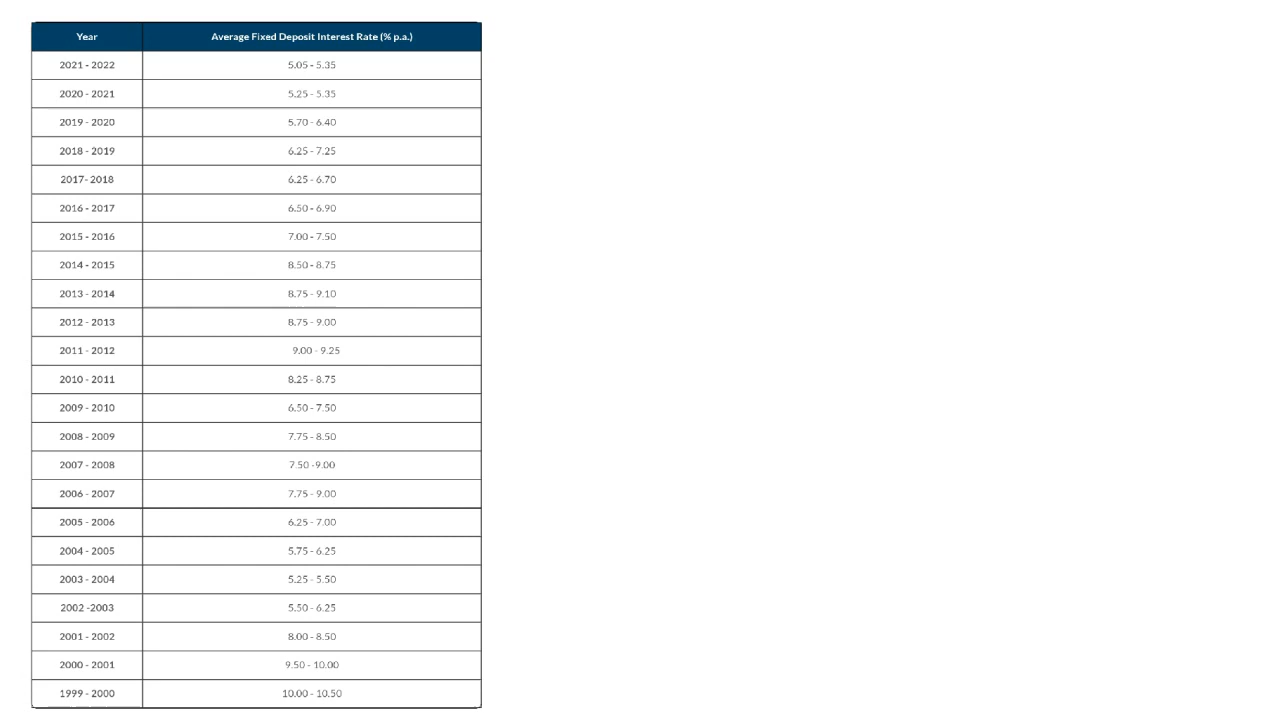 Year Average Fixed Deposit Interest Rate (% p.a.)
2021 - 2022 5.05 - 5.35
2020 - 2021 5.25 - 5.35
2019 - 2020 5.70 - 6.40
2018 - 2019 6.25 - 7.25
2017- 2018 6.25 - 6.70
2016 - 2017 6.50 - 6.90
2015 - 2016 7.00 - 7.50
2014 - 2015 8.50 - 8.75
2013 - 2014 8.75 - 9.10
2012 - 2013 8.75 - 9.00
2011 - 2012 9.00 - 9.25
2010 - 2011 8.25 - 8.75
2009 - 2010 6.50 - 7.50
2008 - 2009 7.75 - 8.50
2007 - 2008 7.50 -9.00
2006 - 2007 7.75 - 9.00
2005 - 2006 6.25 - 7.00
2004 - 2005 5.75 - 6.25
2003 - 2004 5.25 - 5.50
2002 -2003 5.50 - 6.25
2001 - 2002 8.00 - 8.50
2000 - 2001 9.50 - 10.00
1999 - 2000 10.00 - 10.50